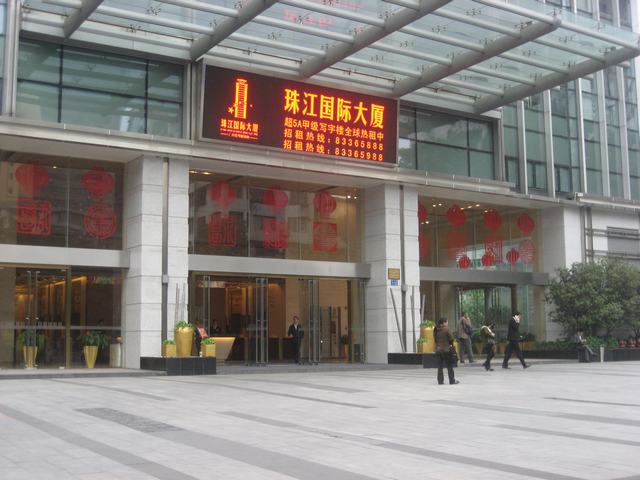 珠江国际大厦
珠江国际大厦
超5A甲级写字楼全球热租中
招租热线：83365888
招租热线：83365988